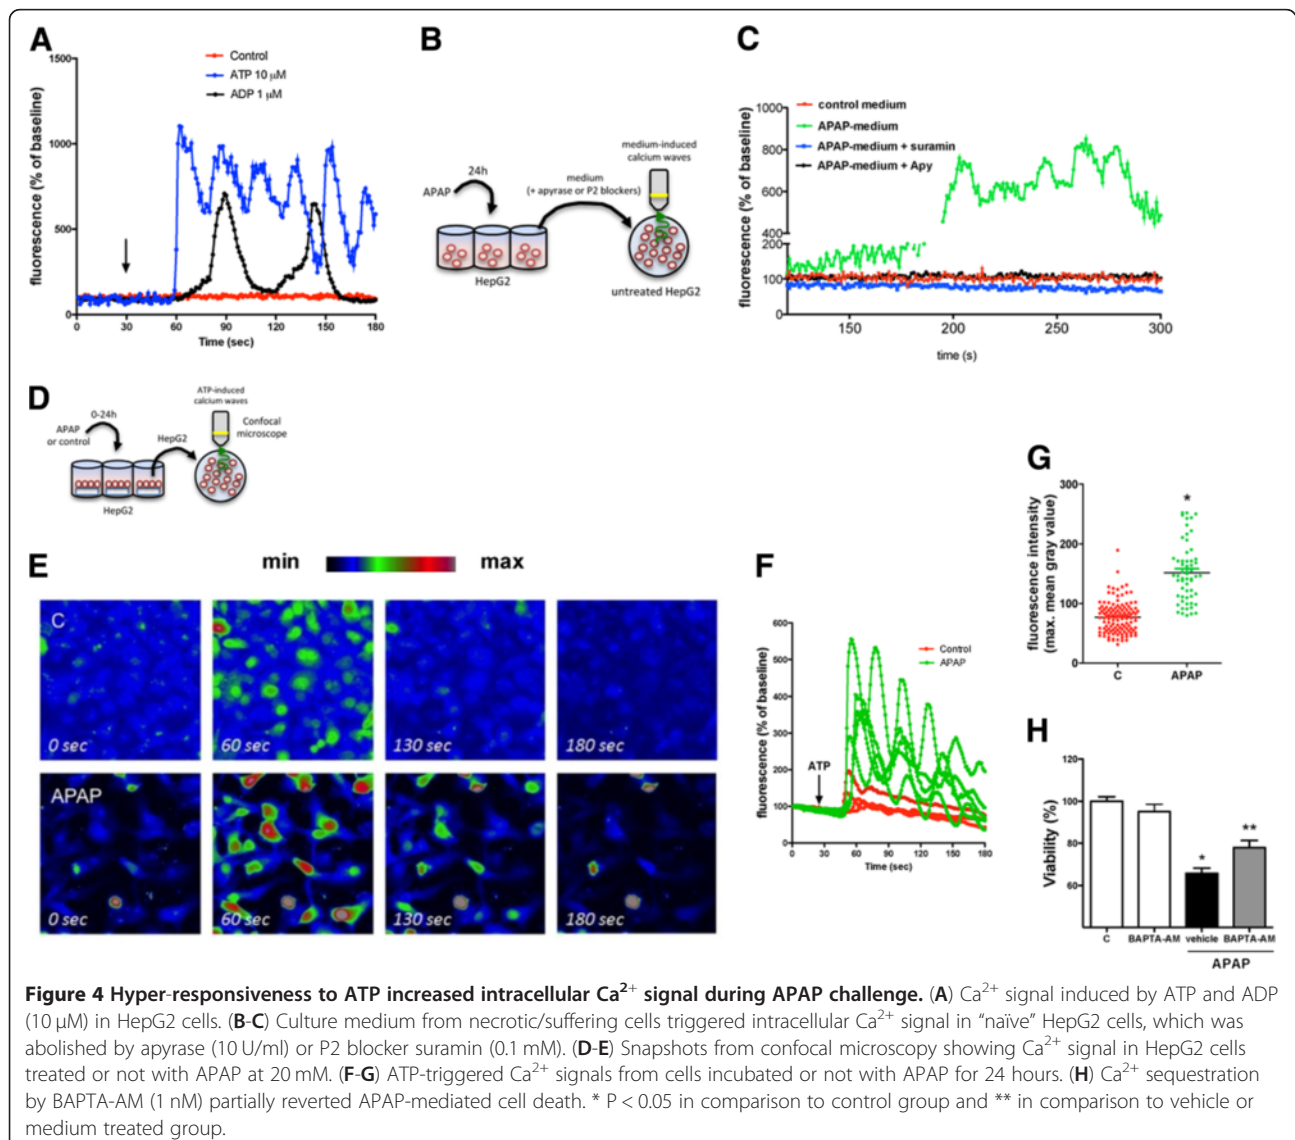 A
fluorescence (% of baseline)
1500
1000
500
0
Control
ATP 10 µM
ADP 1 µM
0 30 60 90 120 150 180
Time (sec)
B
24h
APAP
medium
(+ apyrase or P2 blockers)
medium-induced
calcium waves
HepG2
untreated HepG2
C
fluorescence (% of baseline)
1000
800
600
400
200
100
0
control medium
APAP-medium
APAP-medium + suramin
APAP-medium + Apy
150 200 250 300
time (s)
D
0-24h
APAP
or control
HepG2
ATP-induced
calcium waves
Confocal
microscope
HepG2
E
min max
C
0 sec 60 sec 130 sec 180 sec
APAP
0 sec 60 sec 130 sec 180 sec
F
fluorescence (% of baseline)
600
500
400
300
200
100
0
Control
APAP
ATP
0 30 60 90 120 150 180
Time (sec)
G
fluorescence intensity
(max. mean gray value)
300
200
100
0
*
C APAP
H
Viability (%)
120
100
80
60
* **
C BAPTA-AM vehicle BAPTA-AM
APAP
Figure 4 Hyper-responsiveness to ATP increased intracellular Ca²⁺ signal during APAP challenge. (A) Ca²⁺ signal induced by ATP and ADP
(10 µM) in HepG2 cells. (B-C) Culture medium from necrotic/suffering cells triggered intracellular Ca²⁺ signal in “naïve” HepG2 cells, which was
abolished by apyrase (10 U/ml) or P2 blocker suramin (0.1 mM). (D-E) Snapshots from confocal microscopy showing Ca²⁺ signal in HepG2 cells
treated or not with APAP at 20 mM. (F-G) ATP-triggered Ca²⁺ signals from cells incubated or not with APAP for 24 hours. (H) Ca²⁺ sequestration
by BAPTA-AM (1 nM) partially reverted APAP-mediated cell death. * P < 0.05 in comparison to control group and ** in comparison to vehicle or
medium treated group.